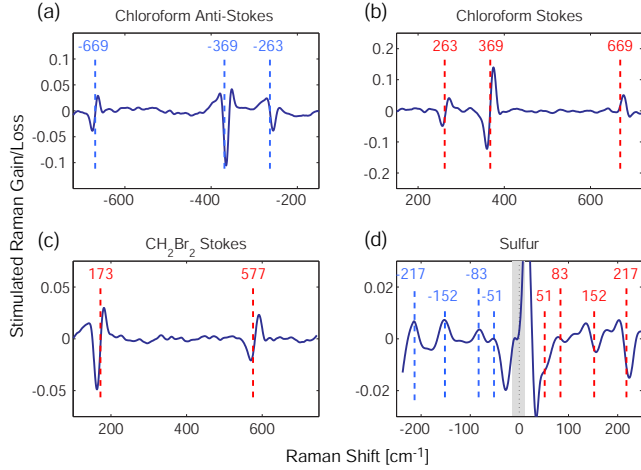 (a) Chloroform Anti-Stokes
-669 -369 -263
0.1
0.05
0
-0.05
-0.1
-600 -400 -200
(b) Chloroform Stokes
263 369 669
0.2
0.1
0
-0.1
-0.2
200 400 600
Stimulated Raman Gain/Loss
(c) CH2Br2 Stokes
173 577
0.05
0
-0.05
200 400 600
(d) Sulfur
-217 -83 83 217
-152 -51 51 152
0.02
0
-0.02
-200 -100 0 100 200
Raman Shift [cm-1]